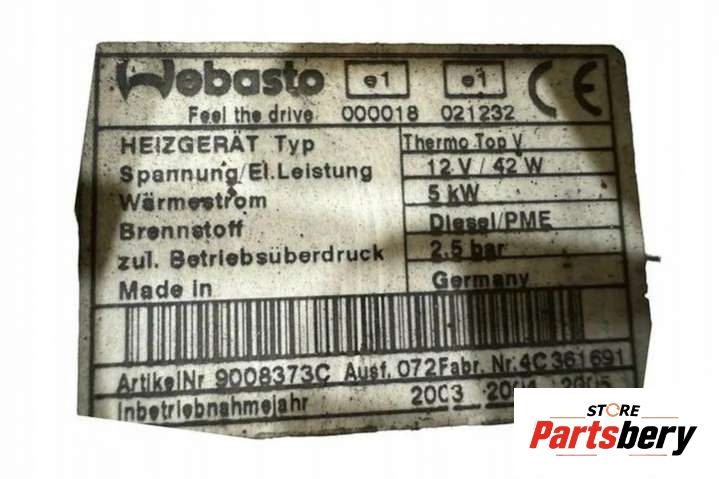 Webasto e1 e1 CE
Feel the drive 000018 021232
HEIZGERÄT Typ Thermo Top V
Spannung/El.Leistung 12 V / 42 W
Wärmestrom 5 kW
Brennstoff Diesel/PME
zul. Betriebsüberdruck 2.5 bar
Made in Germany
ArtikelNr 9008373C Ausf. 072 Fabr. Nr. 4C361691
Inbetriebnahmejahr 2003 2004 2005
STORE
Partsbery